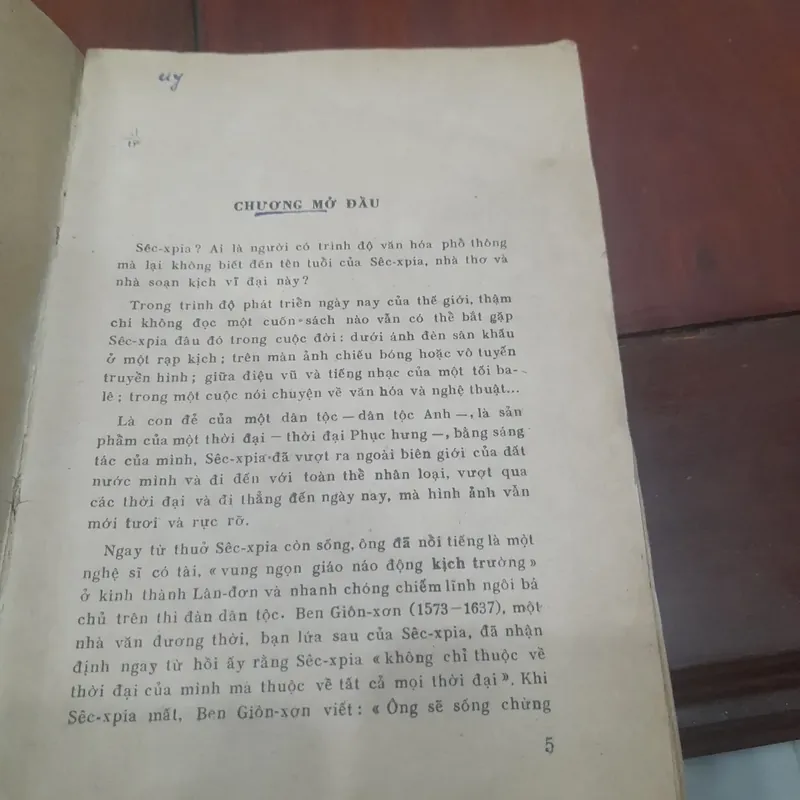 uy
CHƯƠNG MỞ ĐẦU
Sếc-xpia? Ai là người có trình độ văn hóa phổ thông
mà lại không biết đến tên tuổi của Sếc-xpia, nhà thơ và
nhà soạn kịch vĩ đại này?
Trong trình độ phát triển ngày nay của thế giới, thậm
chí không đọc một cuốn sách nào vẫn có thể bắt gặp
Sếc-xpia đâu đó trong cuộc đời: dưới ánh đèn sân khấu
ở một rạp kịch; trên màn ảnh chiếu bóng hoặc vô tuyến
truyền hình; giữa điệu vũ và tiếng nhạc của một tối ba-
lê; trong một cuộc nói chuyện về văn hóa và nghệ thuật...
Là con đẻ của một dân tộc — dân tộc Anh —, là sản
phẩm của một thời đại — thời đại Phục hưng —, bằng sáng
tác của mình, Sếc-xpia đã vượt ra ngoài biên giới của đất
nước mình và đi đến với toàn thể nhân loại, vượt qua
các thời đại và đi thẳng đến ngày nay, mà hình ảnh vẫn
mới tươi và rực rỡ.
Ngay từ thuở Sếc-xpia còn sống, ông đã nổi tiếng là một
nghệ sĩ có tài, « vung ngọn giáo náo động kịch trường »
ở kinh thành Lân-đơn và nhanh chóng chiếm lĩnh ngôi bá
chủ trên thi đàn dân tộc. Ben Giôn-xơn (1573—1637), một
nhà văn đương thời, bạn lứa sau của Sếc-xpia, đã nhận
định ngay từ hồi ấy rằng Sếc-xpia « không chỉ thuộc về
thời đại của mình mà thuộc về tất cả mọi thời đại ». Khi
Sếc-xpia mất, Ben Giôn-xơn viết: « Ông sẽ sống chừng
5